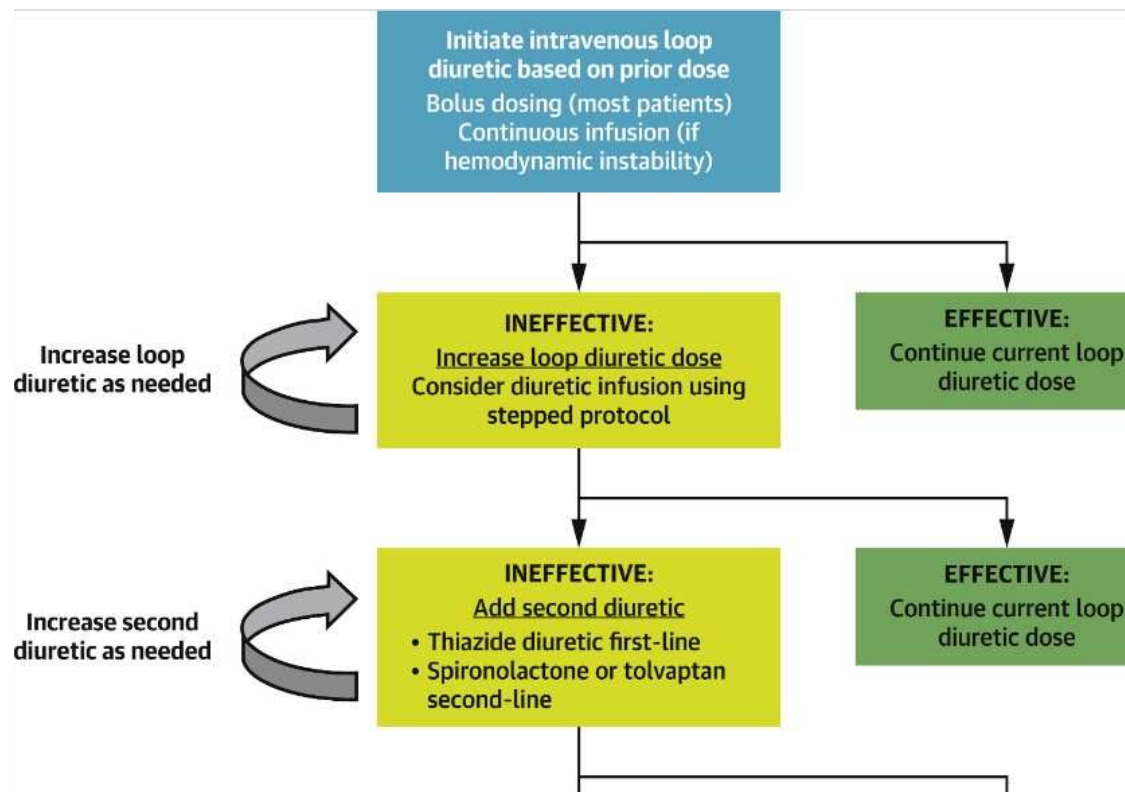 Initiate intravenous loop
diuretic based on prior dose
Bolus dosing (most patients)
Continuous infusion (if
hemodynamic instability)
Increase loop
diuretic as needed
INEFFECTIVE:
Increase loop diuretic dose
Consider diuretic infusion using
stepped protocol
EFFECTIVE:
Continue current loop
diuretic dose
Increase second
diuretic as needed
INEFFECTIVE:
Add second diuretic
• Thiazide diuretic first-line
• Spironolactone or tolvaptan
second-line
EFFECTIVE:
Continue current loop
diuretic dose